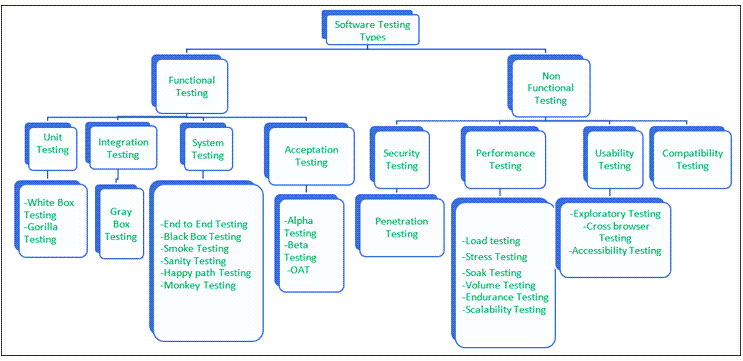 Software Testing
Types
Functional
Testing
Non
Functional
Testing
Unit
Testing
Integration
Testing
System
Testing
Acceptation
Testing
Security
Testing
Performance
Testing
Usability
Testing
Compatibility
Testing
-White Box
Testing
-Gorilla
Testing
Gray
Box
Testing
-End to End Testing
-Black Box Testing
-Smoke Testing
-Sanity Testing
-Happy path Testing
-Monkey Testing
-Alpha
Testing
-Beta
Testing
-OAT
Penetration
Testing
-Load testing
-Stress Testing
-Soak Testing
-Volume Testing
-Endurance Testing
-Scalability Testing
-Exploratory Testing
-Cross browser
Testing
-Accessibility Testing